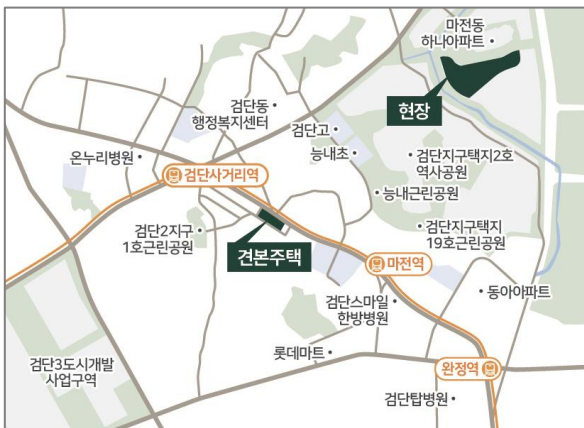 마전동
하나아파트
현장
검단동
행정복지센터
검단고
능내초
온누리병원
검단사거리역
검단지구택지2호
역사공원
능내근린공원
검단2지구
1호근린공원
견본주택
검단지구택지
19호근린공원
마전역
동아아파트
검단스마일
한방병원
롯데마트
검단3도시개발
사업구역
완정역
검단탑병원